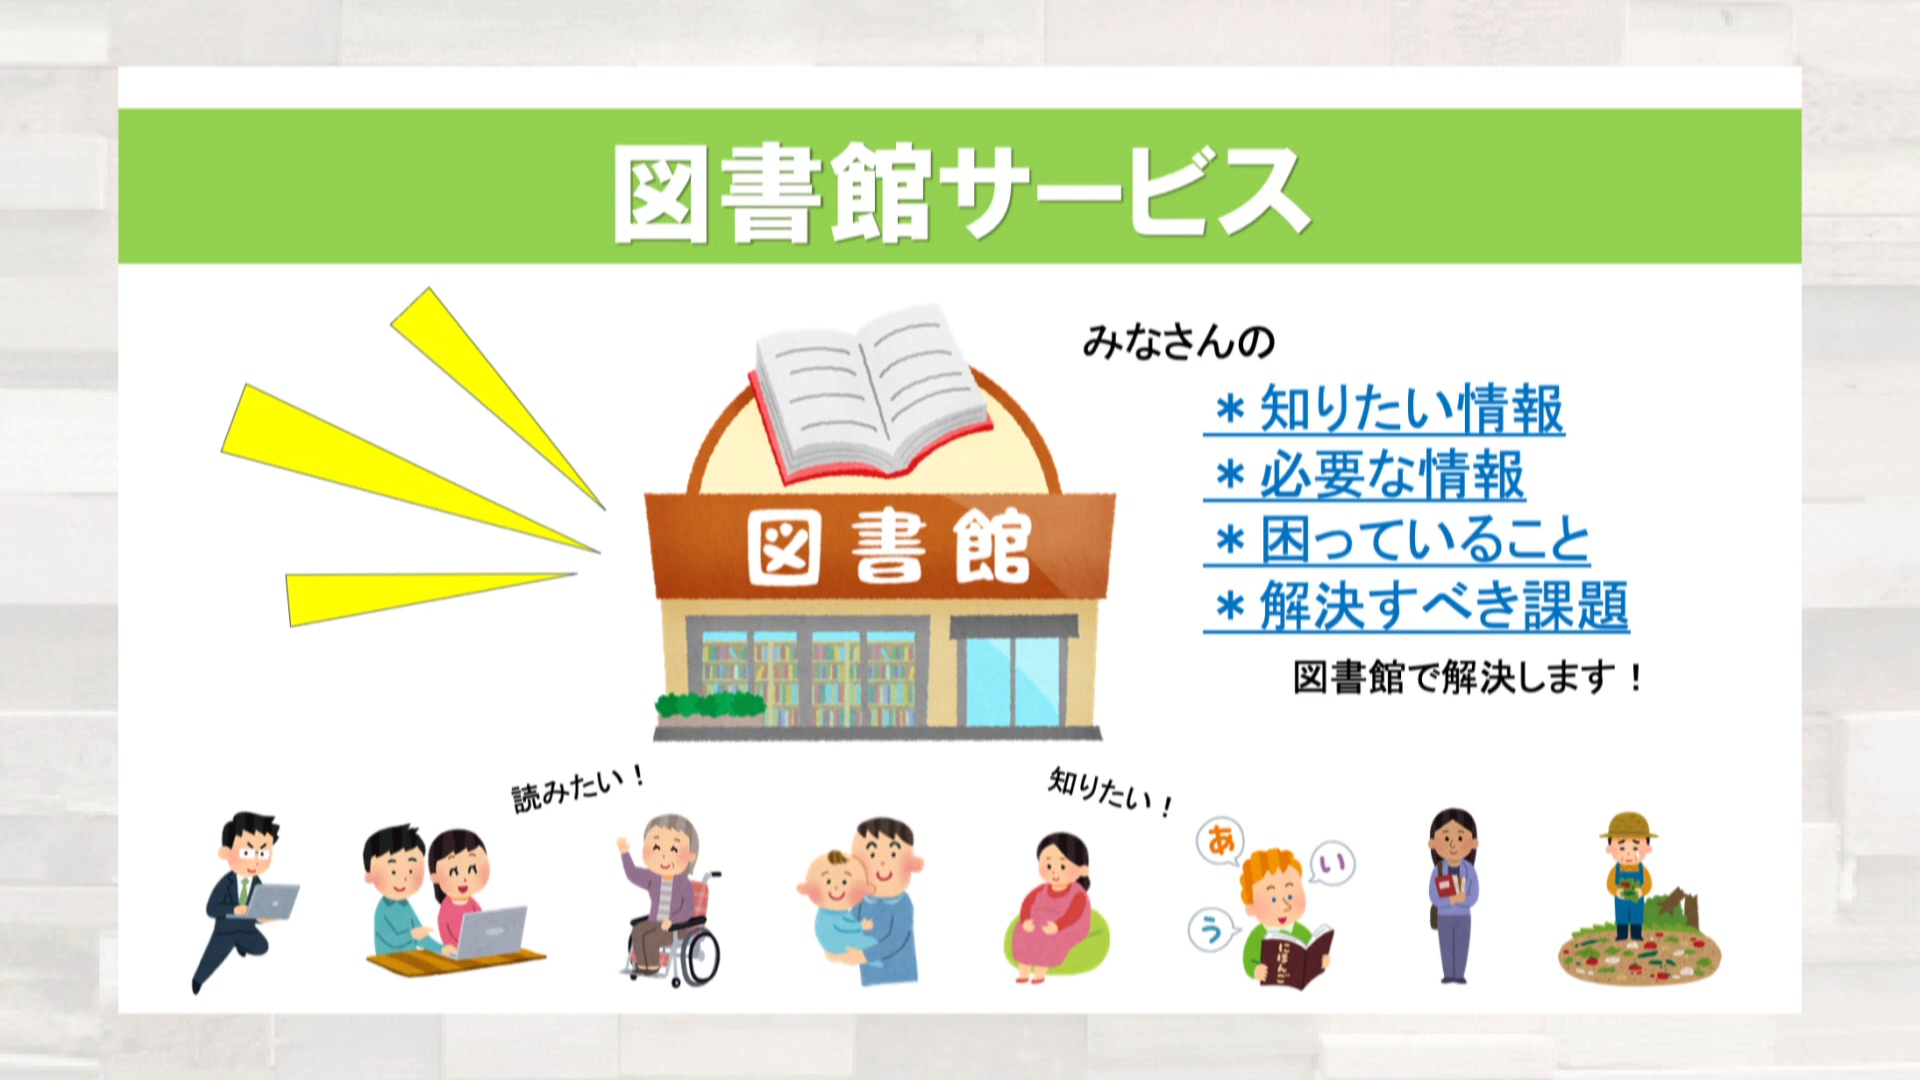 図書館サービス
みなさんの
＊知りたい情報
＊必要な情報
＊困っていること
＊解決すべき課題
図書館で解決します！
図書館
読みたい！
知りたい！
あ
い
う
にほんご